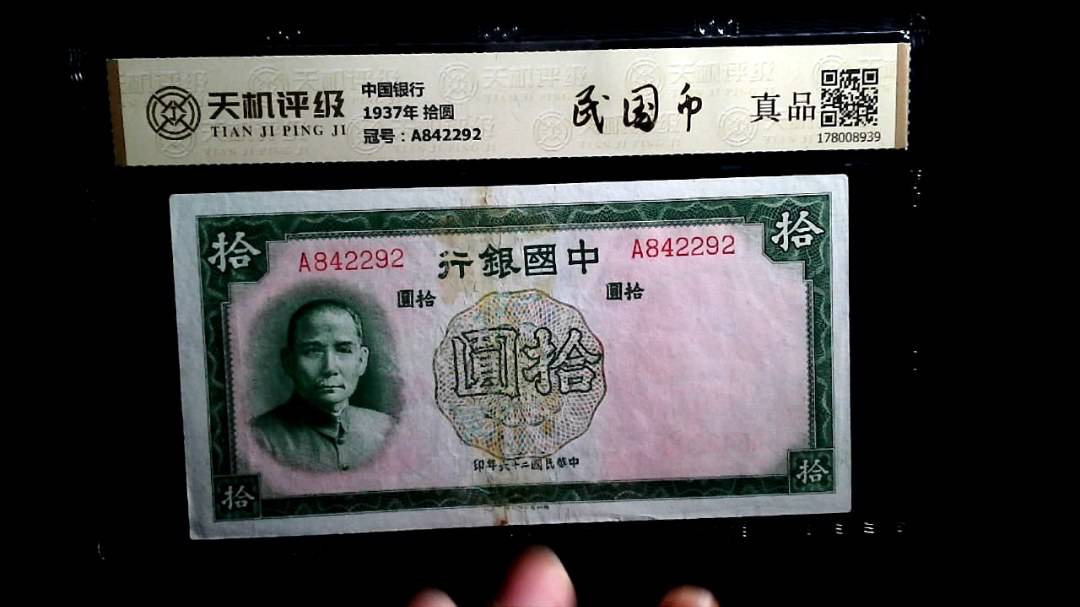 天机评级
TIAN JI PING JI
中国银行
1937年 拾圆
冠号：A842292
民国币
真品
178008939
拾
拾
A842292
行銀國中
A842292
圓拾
圓拾
圓拾
印年六十二國民華中
拾
拾